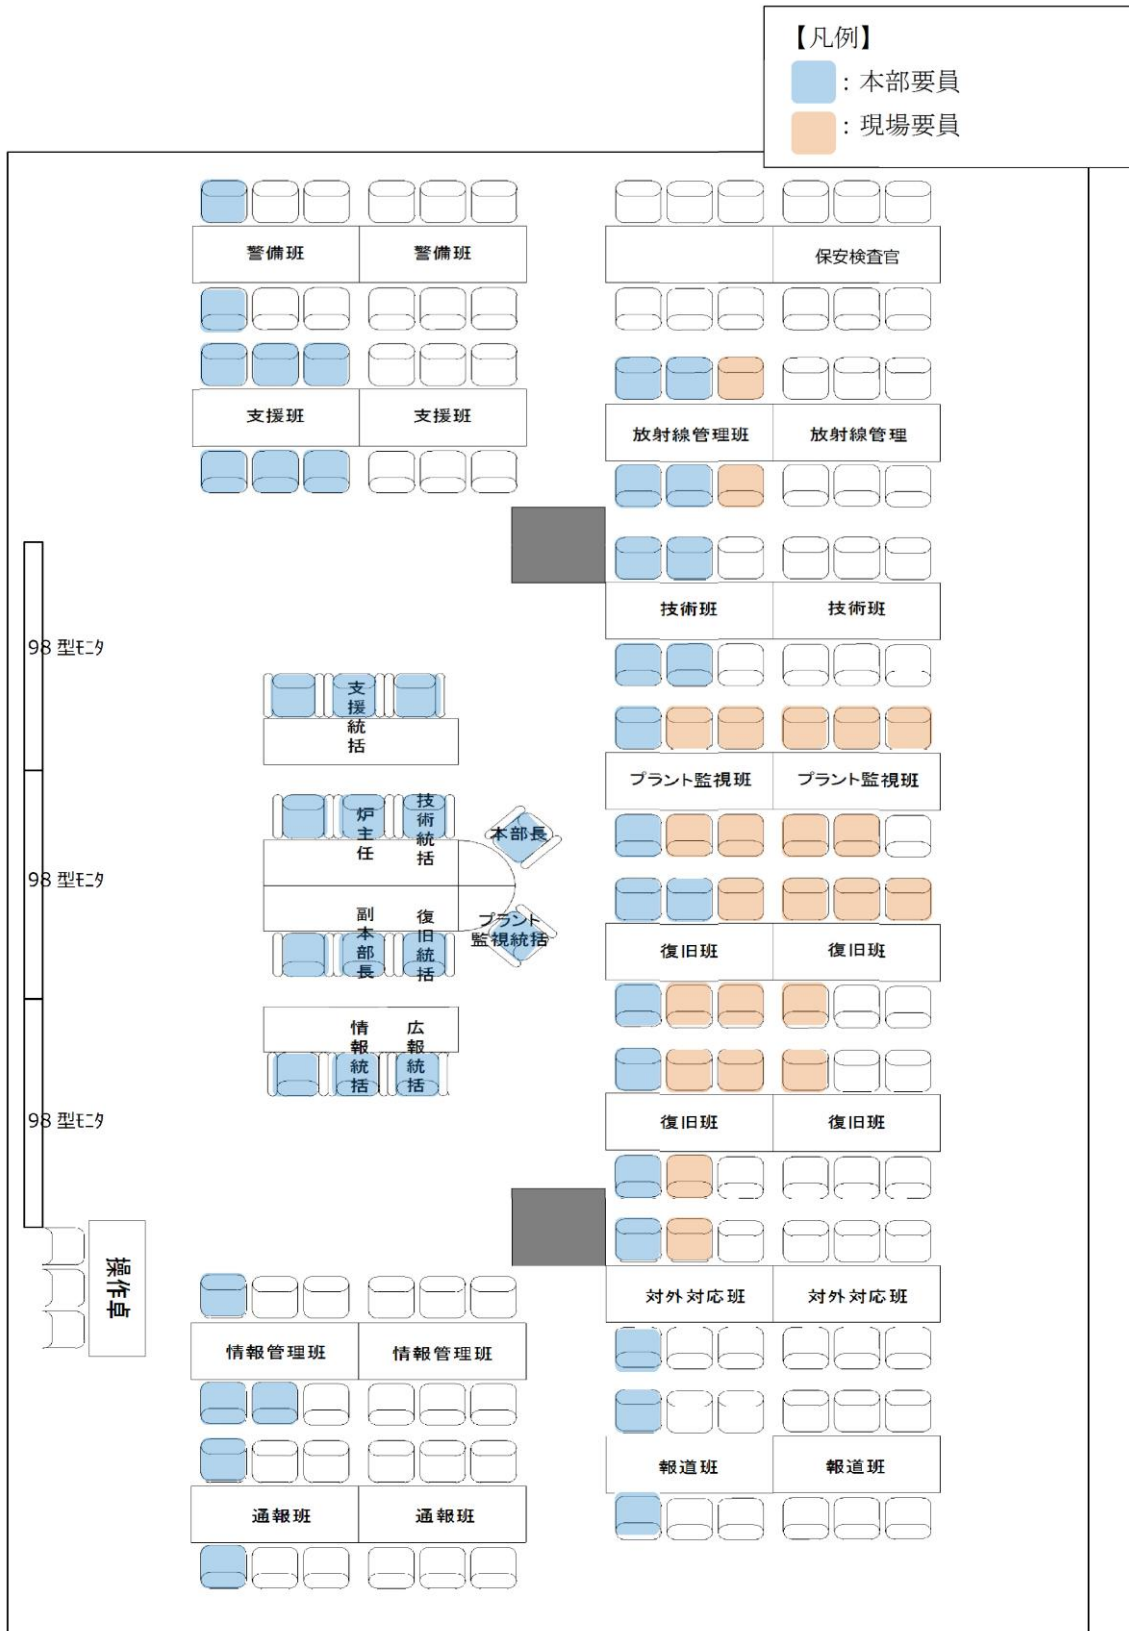 【凡例】
：本部要員
：現場要員
警備班
警備班
保安検査官
支援班
支援班
放射線管理班
放射線管理
技術班
技術班
98 型ﾓﾆﾀ
支援統括
プラント監視班
プラント監視班
炉主任
技術統括
本部長
98 型ﾓﾆﾀ
副本部長
復旧統括
プラント
監視統括
復旧班
復旧班
情報統括
広報統括
98 型ﾓﾆﾀ
復旧班
復旧班
操作卓
対外対応班
対外対応班
情報管理班
情報管理班
報道班
報道班
通報班
通報班